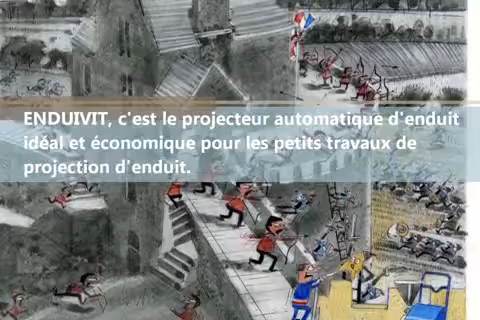 ENDUIVIT, c'est le projecteur automatique d'enduit
idéal et économique pour les petits travaux de
projection d'enduit.